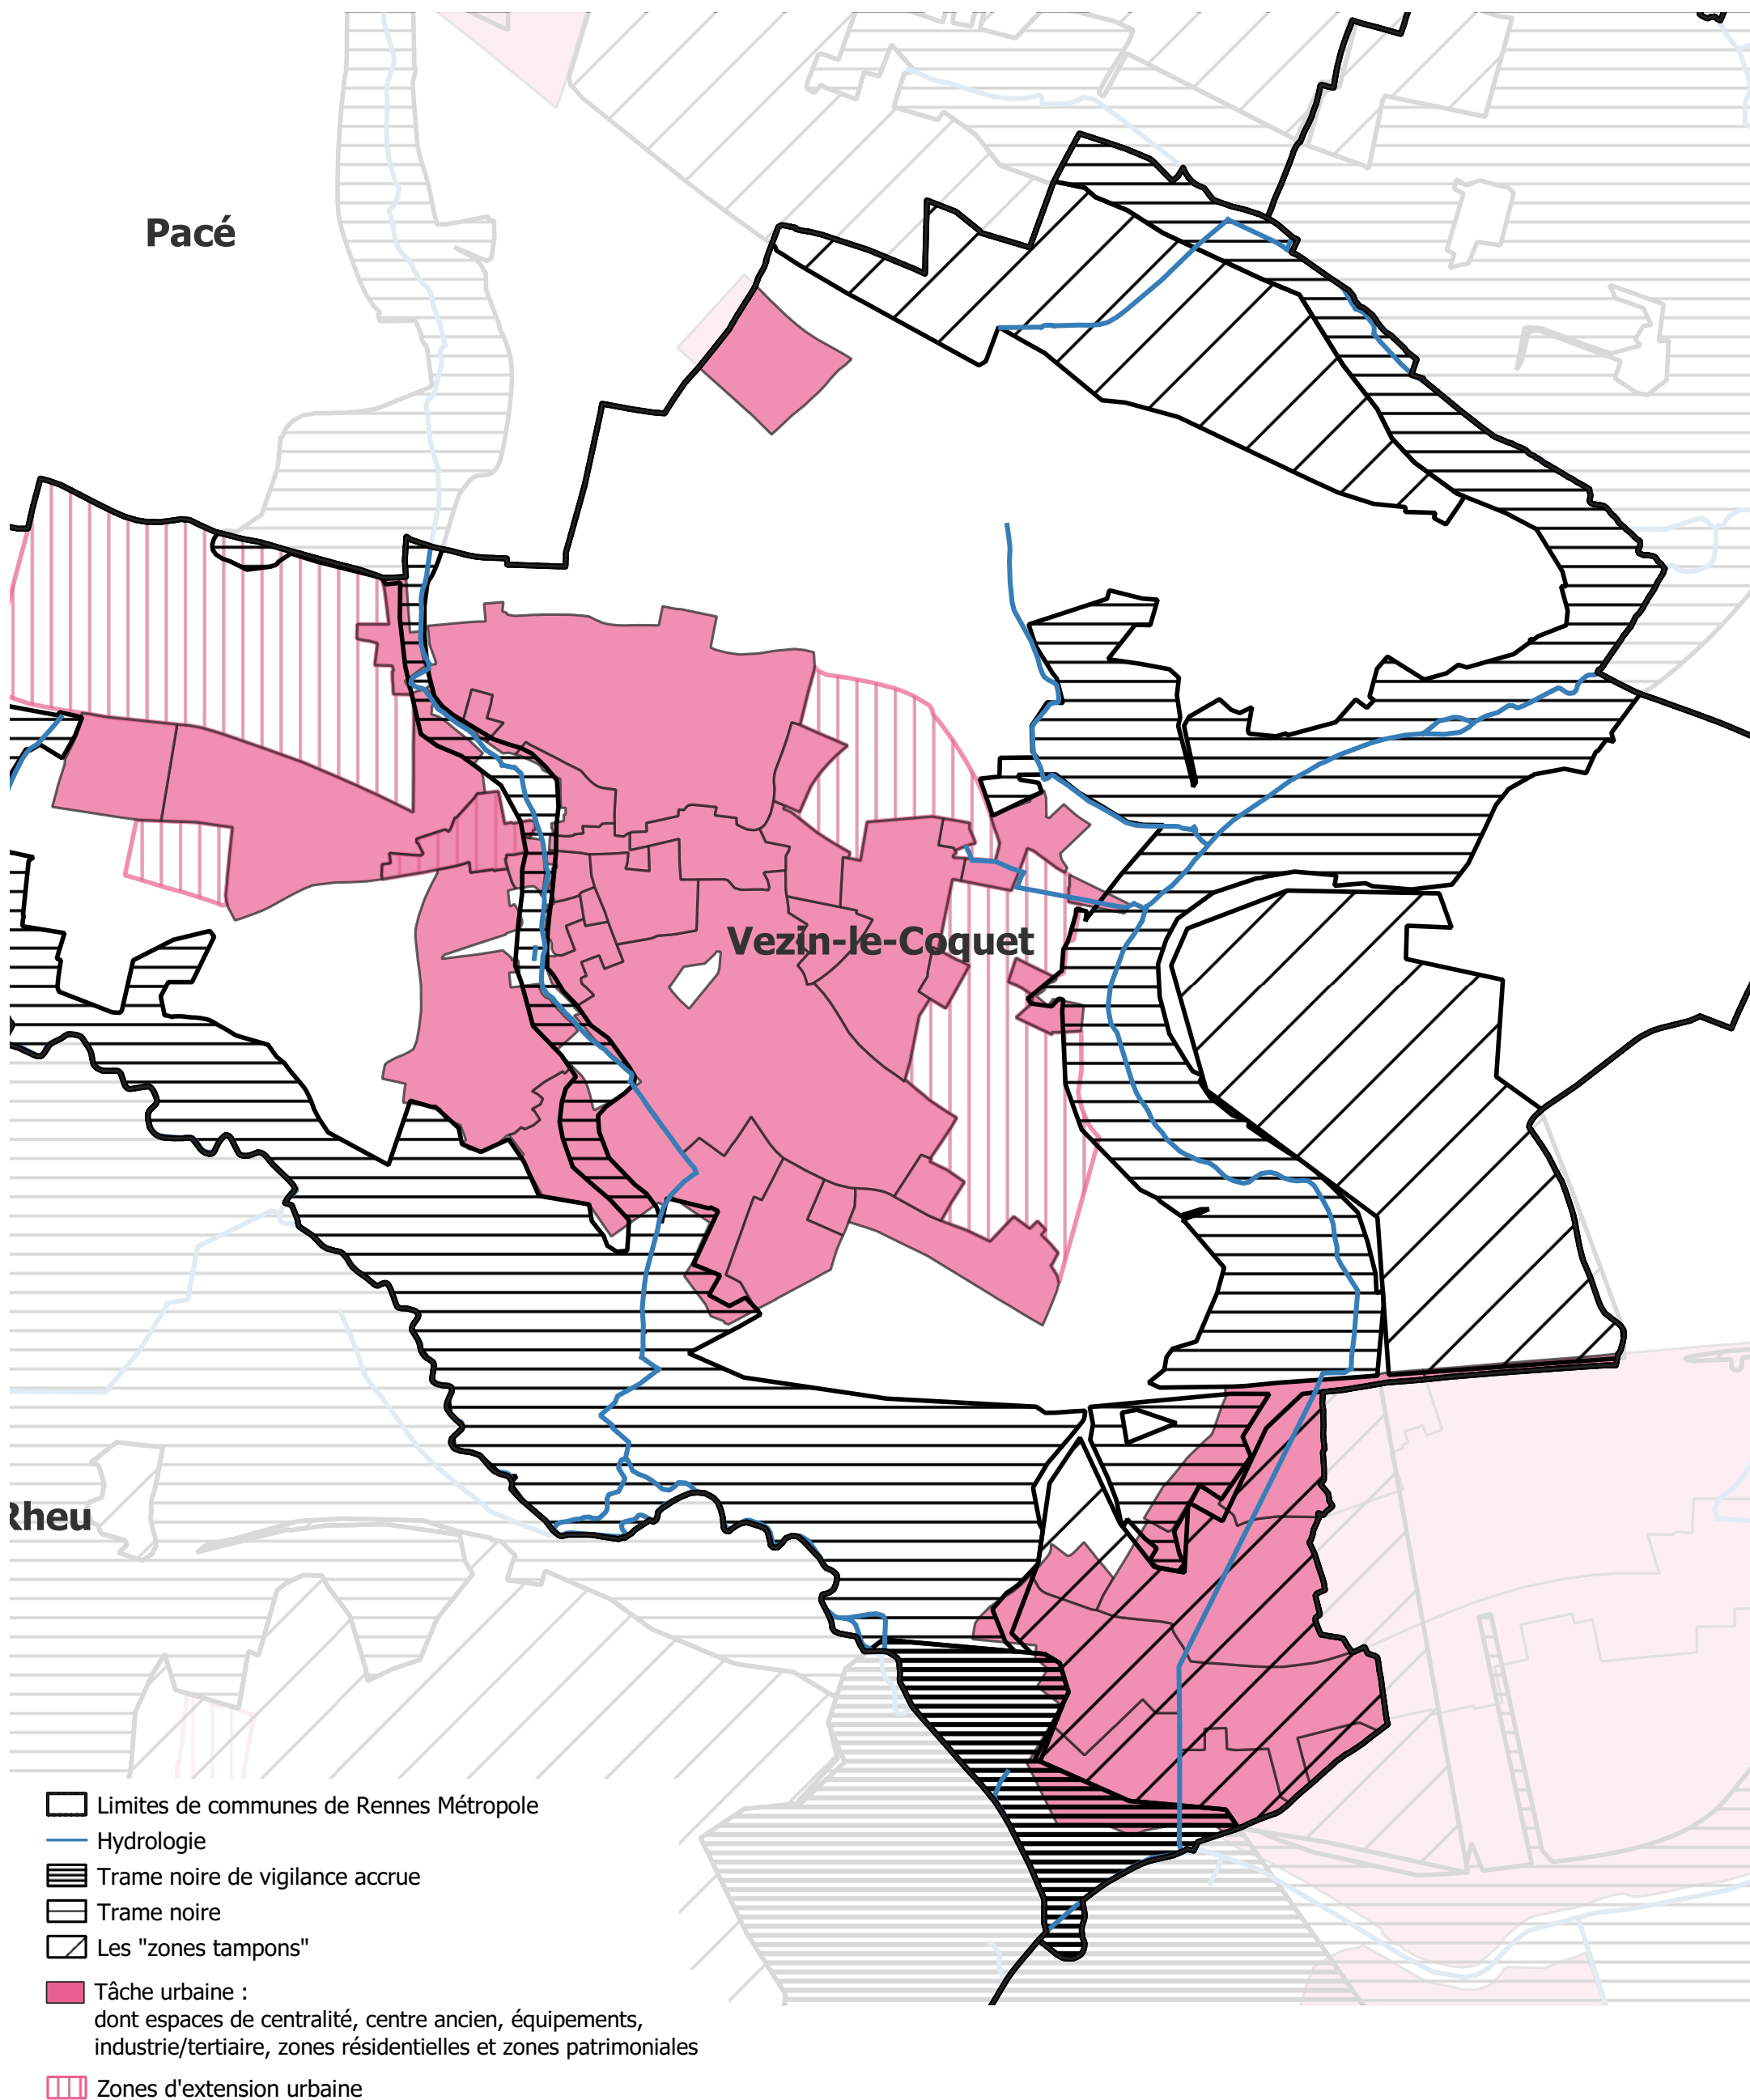 Pacé
Vezin-le-Coquet
Rheu
Limites de communes de Rennes Métropole
Hydrologie
Trame noire de vigilance accrue
Trame noire
Les "zones tampons"
Tâche urbaine :
dont espaces de centralité, centre ancien, équipements,
industrie/tertiaire, zones résidentielles et zones patrimoniales
Zones d'extension urbaine